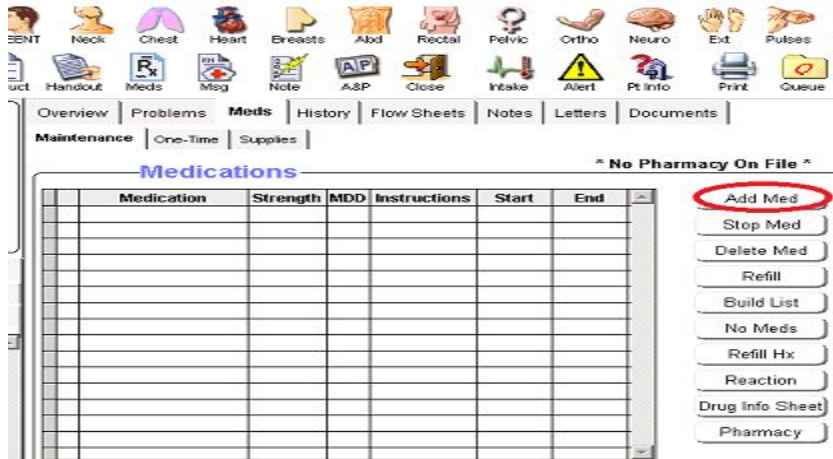 Neck Chest Heart Breasts Abd Rectal Pelvic Ortho Neuro Ext Pulses
Handout Meds Msg Note A&P Close Intake Alert Pt Info Print Queue
Overview Problems Meds History Flow Sheets Notes Letters Documents
Maintenance One-Time Supplies
Medications
* No Pharmacy On File *
Medication Strength MDD Instructions Start End
Add Med
Stop Med
Delete Med
Refill
Build List
No Meds
Refill Hx
Reaction
Drug Info Sheet
Pharmacy